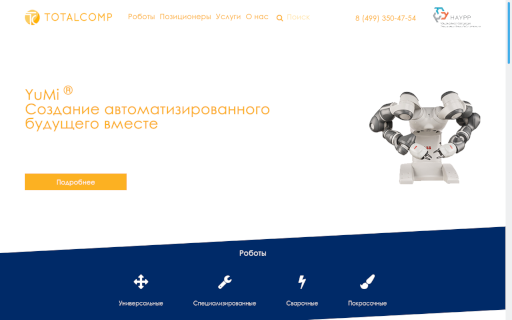 TOTALCOMP
Роботы Позиционеры Услуги О нас Поиск
8 (499) 350-47-54
НАУРР
YuMi ®
Создание автоматизированного
будущего вместе
Подробнее
Роботы
Универсальные Специализированные Сварочные Покрасочные